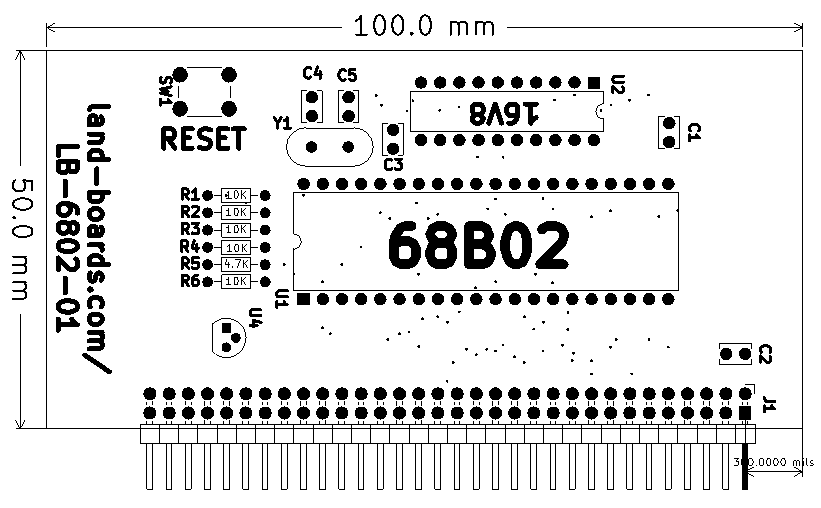 100.0 mm
50.0 mm
land-boards.com/
LB-6802-01
SW1
RESET
C4
C5
Y1
C3
16V8
U2
C1
R1 10K
R2 10K
R3 10K
R4 10K
R5 4.7K
R6 10K
68B02
U1
U4
C2
J1
300.0000 mils